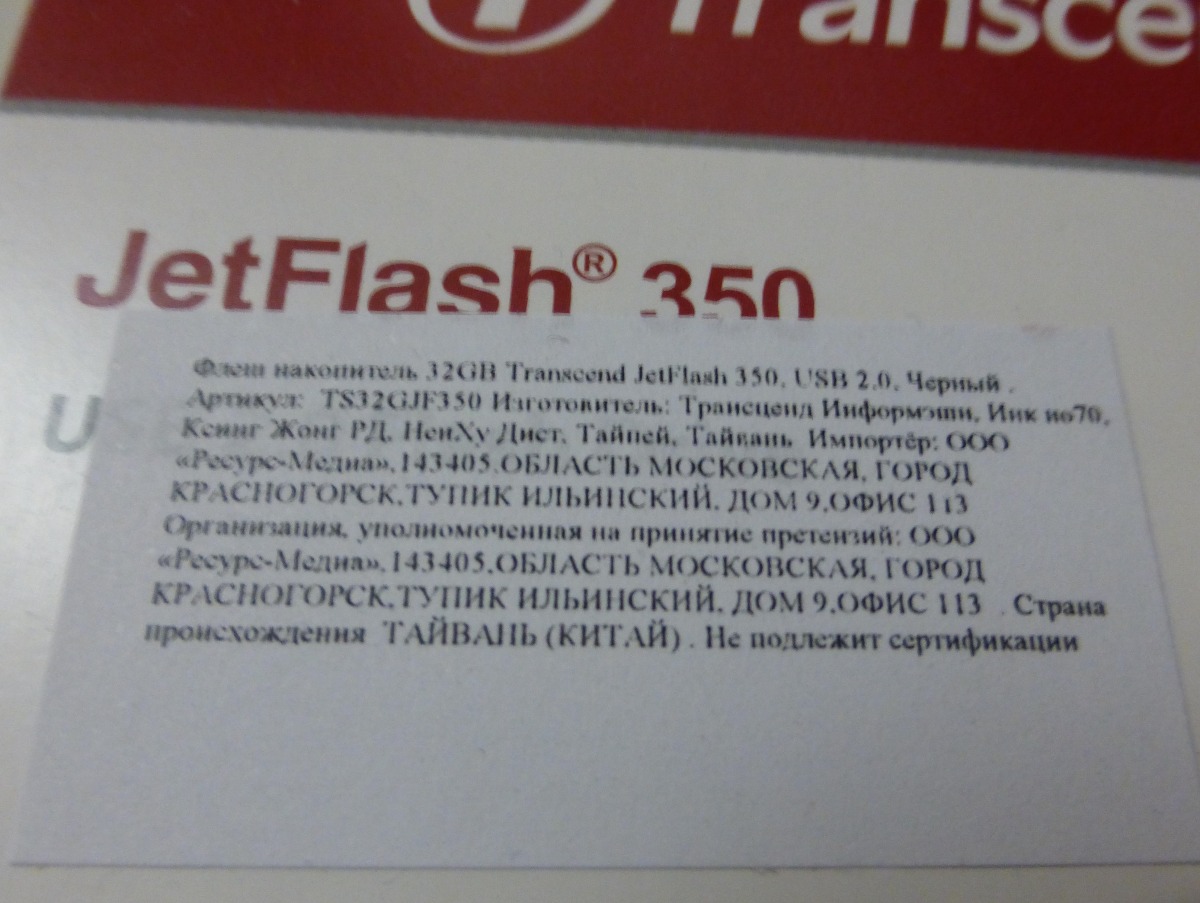 Transce
JetFlash® 350
U
Флеш накопитель 32GB Transcend JetFlash 350, USB 2.0, Черный .
Артикул: TS32GJF350 Изготовитель: Трансценд Информэшн, Инк но70,
Ксинг Жонг РД, НеиХу Дист, Тайпей, Тайвань Импортёр: ООО
«Ресурс-Медиа»,143405,ОБЛАСТЬ МОСКОВСКАЯ, ГОРОД
КРАСНОГОРСК,ТУПИК ИЛЬИНСКИЙ, ДОМ 9,ОФИС 113
Организация, уполномоченная на принятие претензий: ООО
«Ресурс-Медиа»,143405,ОБЛАСТЬ МОСКОВСКАЯ, ГОРОД
КРАСНОГОРСК,ТУПИК ИЛЬИНСКИЙ, ДОМ 9,ОФИС 113 . Страна
происхождения ТАЙВАНЬ (КИТАЙ) . Не подлежит сертификации